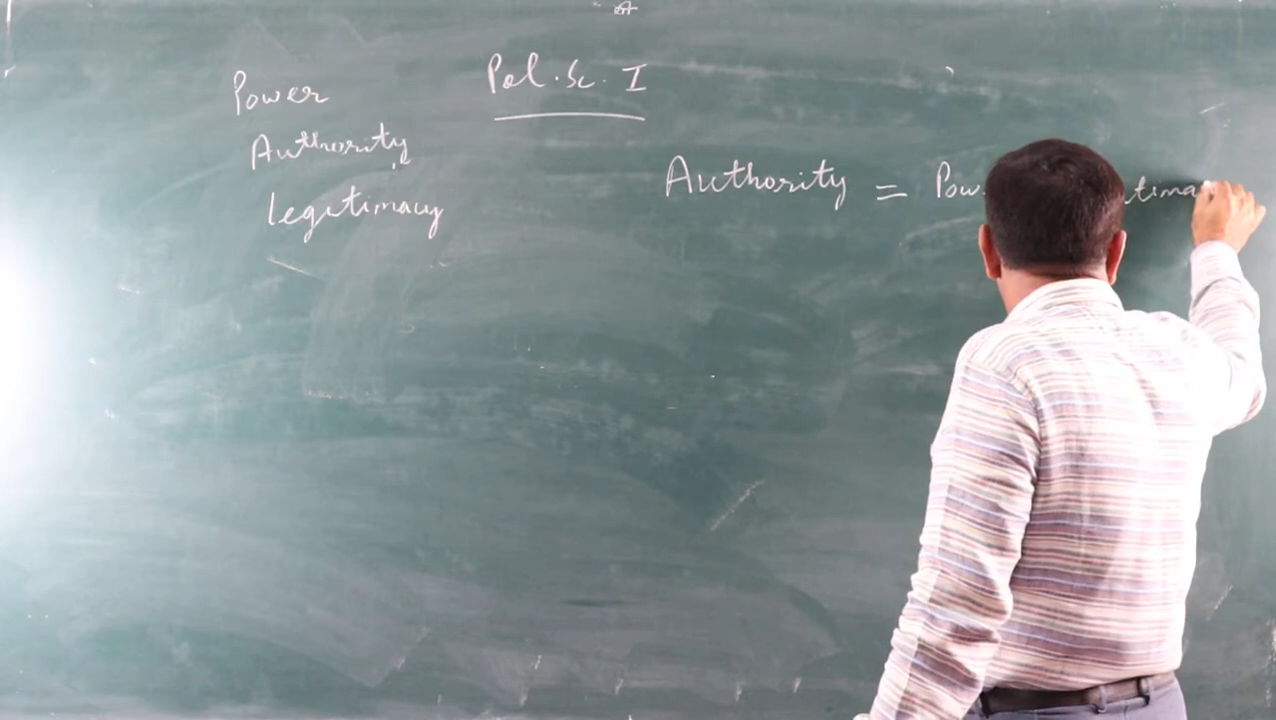 Pol. Sc. I
Power
Authority,
legitimacy
Authority = Pow
tima